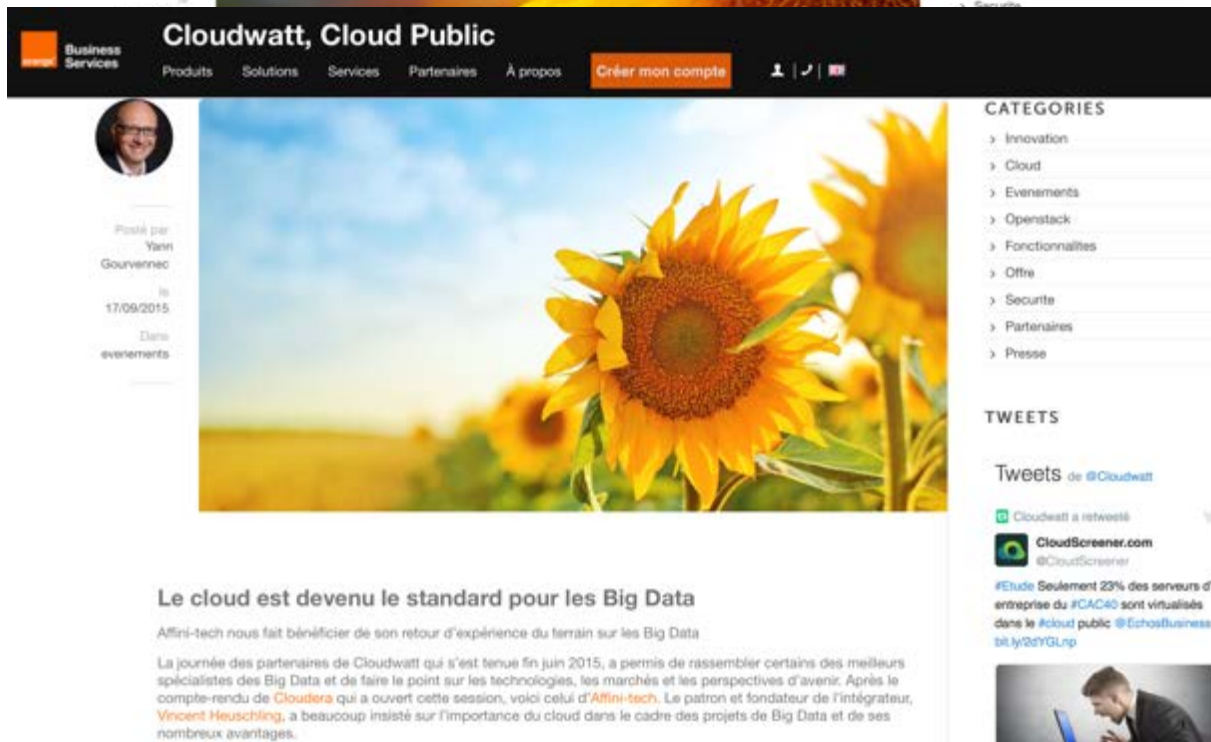 Securite
Business
Services
Cloudwatt, Cloud Public
Produits Solutions Services Partenaires À propos Créer mon compte
orange
Posté par
Yann
Gourvennec
le
17/09/2015
Dans
evenements
Le cloud est devenu le standard pour les Big Data
Affini-tech nous fait bénéficier de son retour d'expérience du terrain sur les Big Data
La journée des partenaires de Cloudwatt qui s'est tenue fin juin 2015, a permis de rassembler certains des meilleurs
spécialistes des Big Data et de faire le point sur les technologies, les marchés et les perspectives d'avenir. Après le
compte-rendu de Cloudera qui a ouvert cette session, voici celui d'Affini-tech. Le patron et fondateur de l'intégrateur,
Vincent Heuschling, a beaucoup insisté sur l'importance du cloud dans le cadre des projets de Big Data et de ses
nombreux avantages.
CATEGORIES
Innovation
Cloud
Evenements
Openstack
Fonctionnalites
Offre
Securite
Partenaires
Presse
TWEETS
Tweets de @Cloudwatt
Cloudwatt a retweeté
CloudScreener.com
@CloudScreener
#Etude Seulement 23% des serveurs d'
entreprise du #CAC40 sont virtualisés
dans le #cloud public @EchosBusiness
bit.ly/2dYGLnp